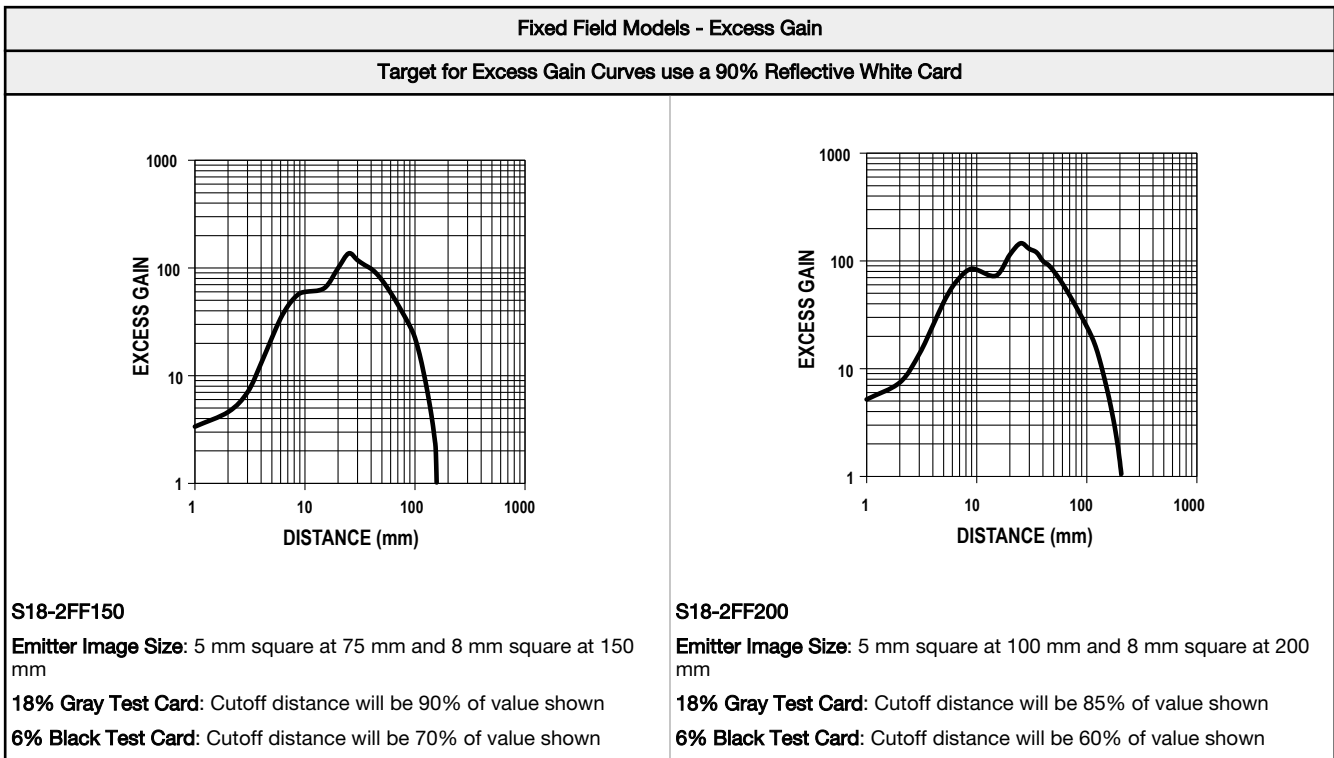 Fixed Field Models - Excess Gain
Target for Excess Gain Curves use a 90% Reflective White Card
1000
100
10
1
EXCESS GAIN
1
10
100
1000
DISTANCE (mm)
S18-2FF150
Emitter Image Size: 5 mm square at 75 mm and 8 mm square at 150
mm
18% Gray Test Card: Cutoff distance will be 90% of value shown
6% Black Test Card: Cutoff distance will be 70% of value shown
1000
100
10
1
EXCESS GAIN
1
10
100
1000
DISTANCE (mm)
S18-2FF200
Emitter Image Size: 5 mm square at 100 mm and 8 mm square at 200
mm
18% Gray Test Card: Cutoff distance will be 85% of value shown
6% Black Test Card: Cutoff distance will be 60% of value shown